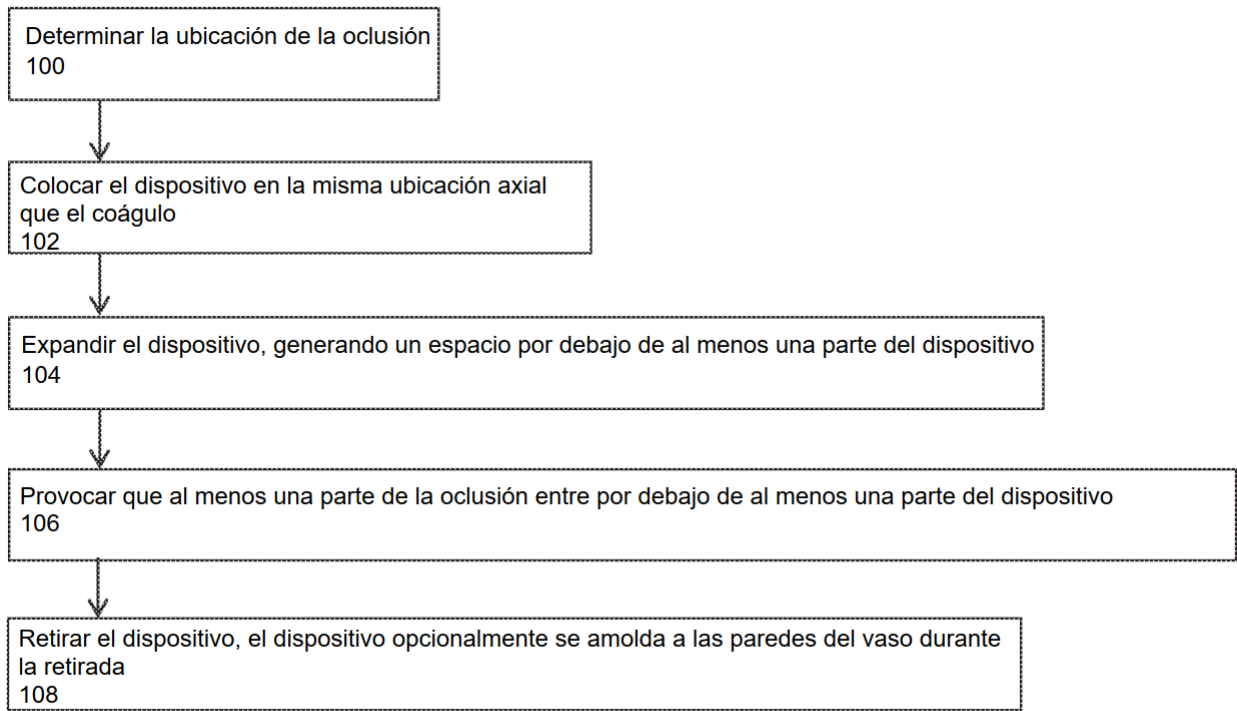 Determinar la ubicación de la oclusión
100
Colocar el dispositivo en la misma ubicación axial
que el coágulo
102
Expandir el dispositivo, generando un espacio por debajo de al menos una parte del dispositivo
104
Provocar que al menos una parte de la oclusión entre por debajo de al menos una parte del dispositivo
106
Retirar el dispositivo, el dispositivo opcionalmente se amolda a las paredes del vaso durante
la retirada
108